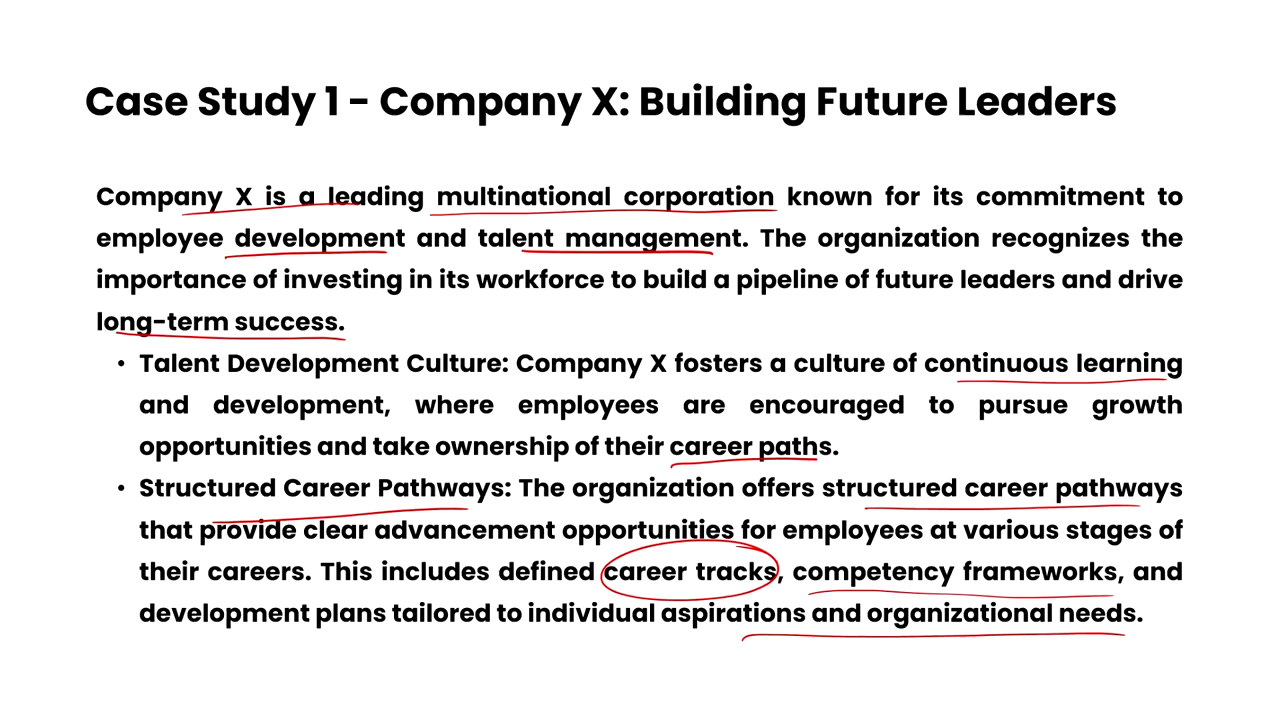 Case Study 1 - Company X: Building Future Leaders
Company X is a leading multinational corporation known for its commitment to
employee development and talent management. The organization recognizes the
importance of investing in its workforce to build a pipeline of future leaders and drive
long-term success.
• Talent Development Culture: Company X fosters a culture of continuous learning
and development, where employees are encouraged to pursue growth
opportunities and take ownership of their career paths.
• Structured Career Pathways: The organization offers structured career pathways
that provide clear advancement opportunities for employees at various stages of
their careers. This includes defined career tracks, competency frameworks, and
development plans tailored to individual aspirations and organizational needs.